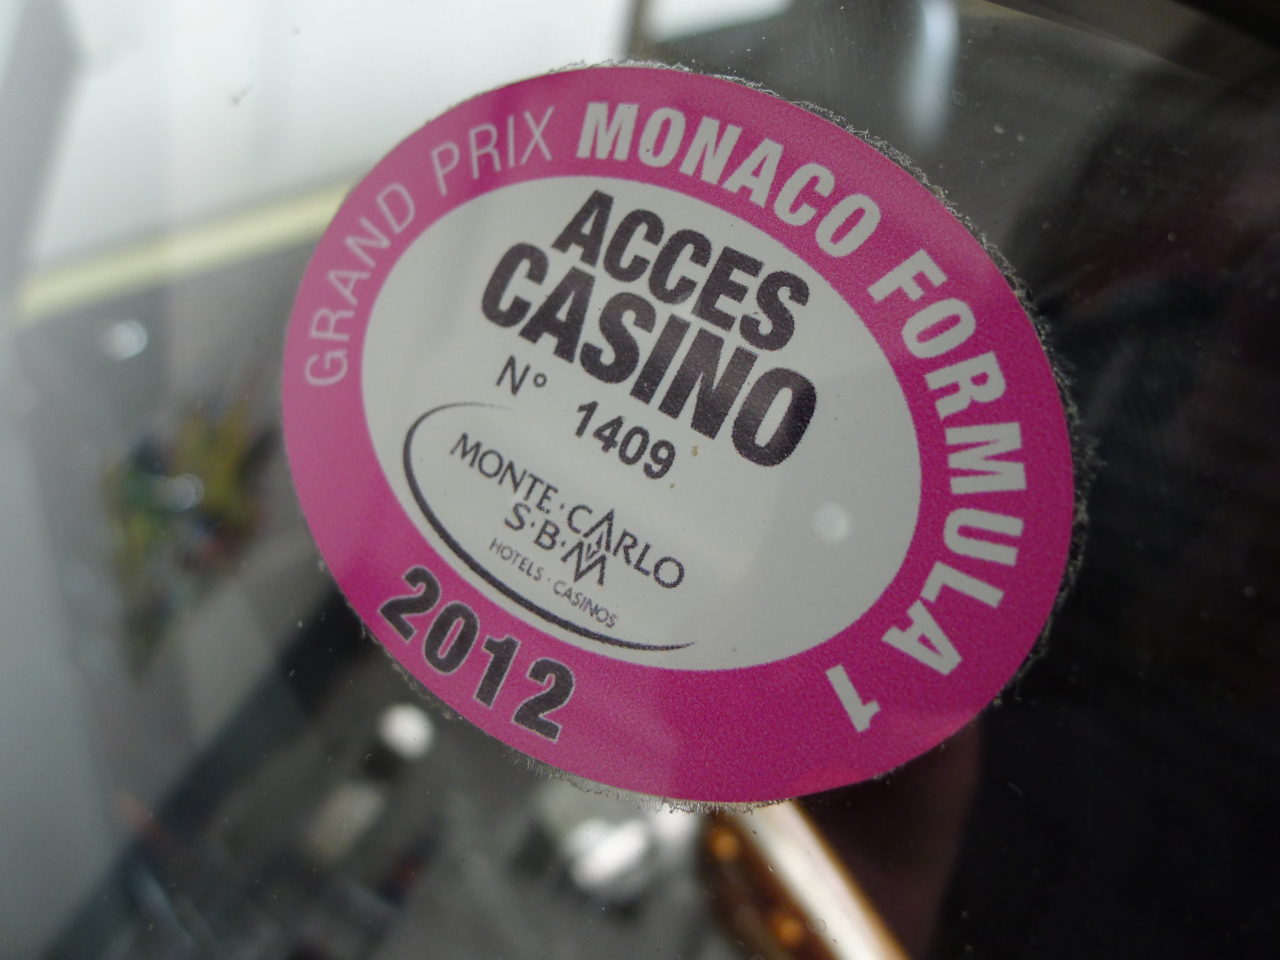 GRAND PRIX MONACO FORMULA 1
ACCES
CASINO
N° 1409
MONTE·CARLO
S·B·M
HOTELS · CASINOS
2012